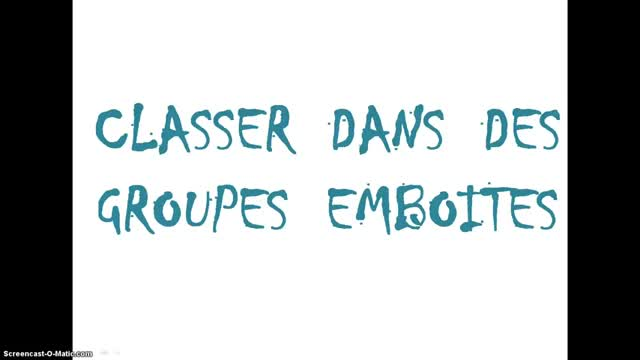 CLASSER DANS DES
GROUPES EMBOITES
Screencast-O-Matic.com